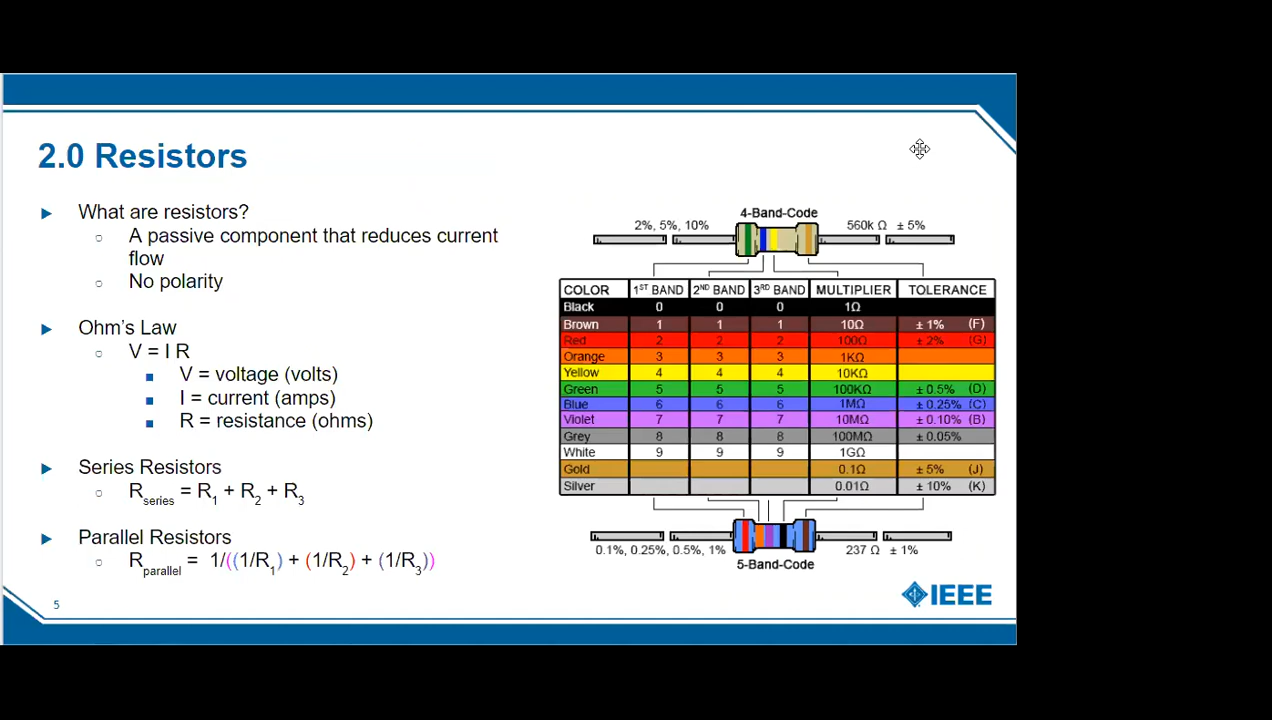 2.0 Resistors
What are resistors?
A passive component that reduces current
flow
No polarity
Ohm's Law
V = I R
V = voltage (volts)
I = current (amps)
R = resistance (ohms)
Series Resistors
Rseries = R1 + R2 + R3
Parallel Resistors
Rparallel = 1/((1/R1) + (1/R2) + (1/R3))
5
4-Band-Code
2%, 5%, 10% 560k Ω ± 5%
COLOR 1ST BAND 2ND BAND 3RD BAND MULTIPLIER TOLERANCE
Black 0 0 0 1Ω
Brown 1 1 1 10Ω ± 1% (F)
Red 2 2 2 100Ω ± 2% (G)
Orange 3 3 3 1KΩ
Yellow 4 4 4 10KΩ
Green 5 5 5 100KΩ ± 0.5% (D)
Blue 6 6 6 1MΩ ± 0.25% (C)
Violet 7 7 7 10MΩ ± 0.10% (B)
Grey 8 8 8 100MΩ ± 0.05%
White 9 9 9 1GΩ
Gold 0.1Ω ± 5% (J)
Silver 0.01Ω ± 10% (K)
0.1%, 0.25%, 0.5%, 1% 237 Ω ± 1%
5-Band-Code
IEEE